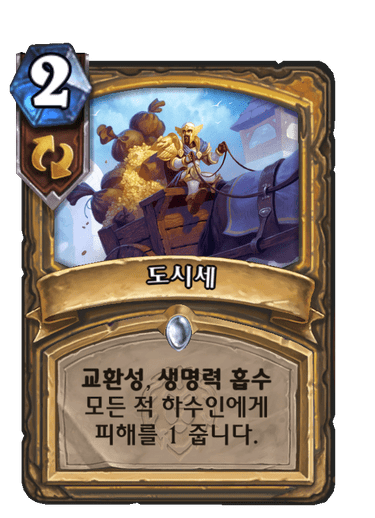 2
도시세
교환성, 생명력 흡수
모든 적 하수인에게
피해를 1 줍니다.